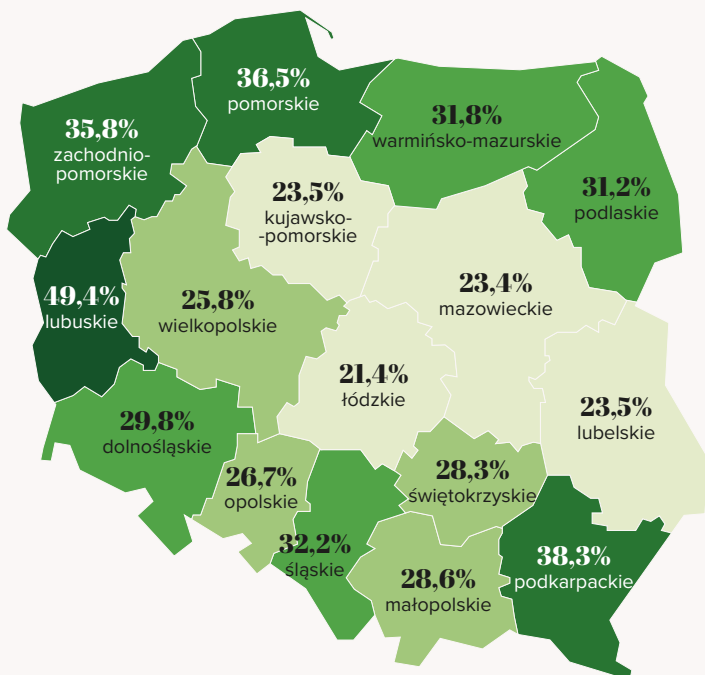 36,5%
pomorskie
35,8%
zachodnio-
pomorskie
31,8%
warmińsko-mazurskie
31,2%
podlaskie
23,5%
kujawsko-
-pomorskie
49,4%
lubuskie
25,8%
wielkopolskie
23,4%
mazowieckie
21,4%
łódzkie
23,5%
lubelskie
29,8%
dolnośląskie
26,7%
opolskie
28,3%
świętokrzyskie
32,2%
śląskie
28,6%
małopolskie
38,3%
podkarpackie